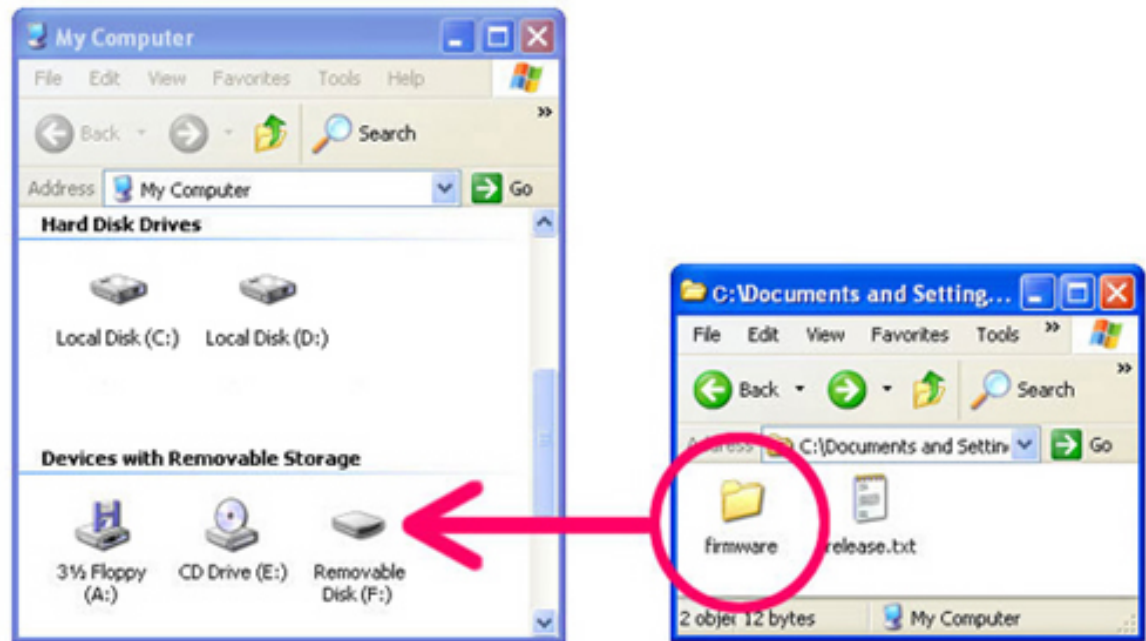 My Computer
File Edit View Favorites Tools Help
Back Search
Address My Computer Go
Hard Disk Drives
Local Disk (C:) Local Disk (D:)
Devices with Removable Storage
3½ Floppy (A:) CD Drive (E:) Removable Disk (F:)
C:\Documents and Setting...
File Edit View Favorites Tools
Back Search
C:\Documents and Settin Go
firmware release.txt
2 objec 12 bytes My Computer